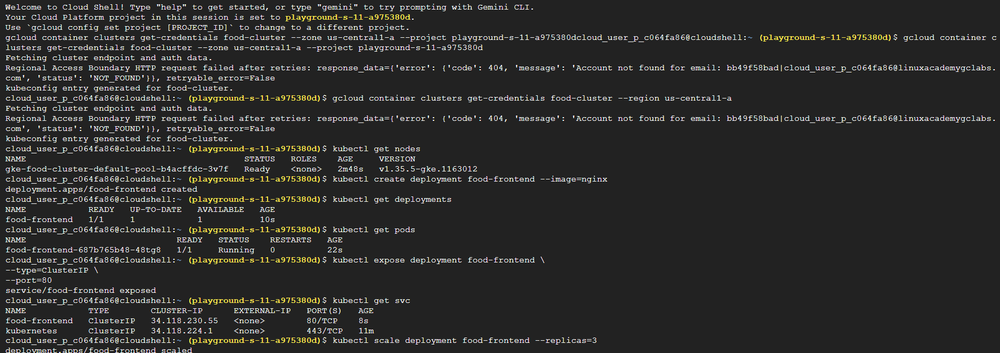 Welcome to Cloud Shell! Type "help" to get started, or type "gemini" to try prompting with Gemini CLI.
Your Cloud Platform project in this session is set to playground-s-11-a975380d.
Use `gcloud config set project [PROJECT_ID]` to change to a different project.
gcloud container clusters get-credentials food-cluster --zone us-central1-a --project playground-s-11-a975380dcloud_user_p_c064fa86@cloudshell:~ (playground-s-11-a975380d)$ gcloud container c
lusters get-credentials food-cluster --zone us-central1-a --project playground-s-11-a975380d
Fetching cluster endpoint and auth data.
Regional Access Boundary HTTP request failed after retries: response_data={'error': {'code': 404, 'message': 'Account not found for email: bb49f58bad|cloud_user_p_c064fa86@linuxacademygclabs.
com', 'status': 'NOT_FOUND'}}, retryable_error=False
kubeconfig entry generated for food-cluster.
cloud_user_p_c064fa86@cloudshell:~ (playground-s-11-a975380d)$ gcloud container clusters get-credentials food-cluster --region us-central1-a
Fetching cluster endpoint and auth data.
Regional Access Boundary HTTP request failed after retries: response_data={'error': {'code': 404, 'message': 'Account not found for email: bb49f58bad|cloud_user_p_c064fa86@linuxacademygclabs.
com', 'status': 'NOT_FOUND'}}, retryable_error=False
kubeconfig entry generated for food-cluster.
cloud_user_p_c064fa86@cloudshell:~ (playground-s-11-a975380d)$ kubectl get nodes
NAME STATUS ROLES AGE VERSION
gke-food-cluster-default-pool-b4acffdc-3v7f Ready <none> 2m48s v1.35.5-gke.1163012
cloud_user_p_c064fa86@cloudshell:~ (playground-s-11-a975380d)$ kubectl create deployment food-frontend --image=nginx
deployment.apps/food-frontend created
cloud_user_p_c064fa86@cloudshell:~ (playground-s-11-a975380d)$ kubectl get deployments
NAME READY UP-TO-DATE AVAILABLE AGE
food-frontend 1/1 1 1 10s
cloud_user_p_c064fa86@cloudshell:~ (playground-s-11-a975380d)$ kubectl get pods
NAME READY STATUS RESTARTS AGE
food-frontend-687b765b48-48tg8 1/1 Running 0 22s
cloud_user_p_c064fa86@cloudshell:~ (playground-s-11-a975380d)$ kubectl expose deployment food-frontend \
--type=ClusterIP \
--port=80
service/food-frontend exposed
cloud_user_p_c064fa86@cloudshell:~ (playground-s-11-a975380d)$ kubectl get svc
NAME TYPE CLUSTER-IP EXTERNAL-IP PORT(S) AGE
food-frontend ClusterIP 34.118.230.55 <none> 80/TCP 8s
kubernetes ClusterIP 34.118.224.1 <none> 443/TCP 11m
cloud_user_p_c064fa86@cloudshell:~ (playground-s-11-a975380d)$ kubectl scale deployment food-frontend --replicas=3
deployment.apps/food-frontend scaled